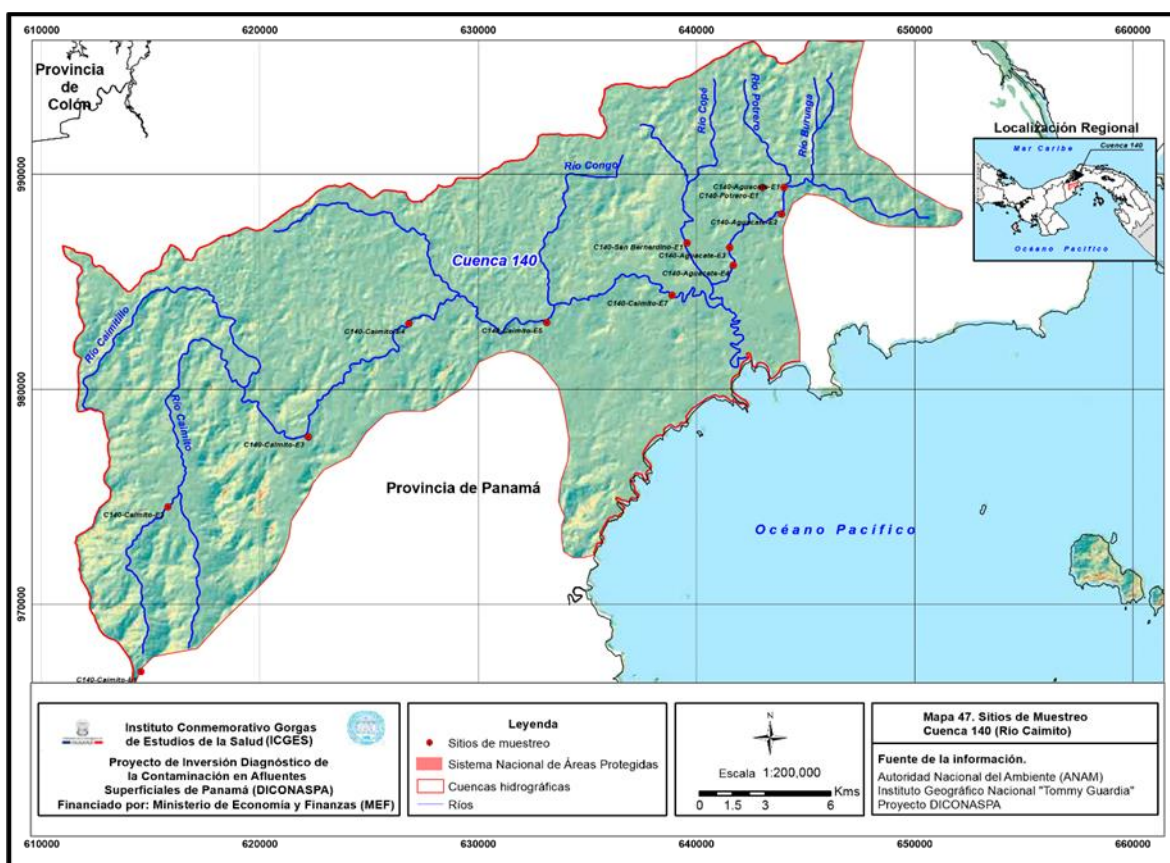 610000 620000 630000 640000 650000 660000
Provincia
de
Colón
Río Copé
Río Potrero
Río Burunga
Localización Regional
Mar Caribe
Cuenca 140
Océano Pacífico
990000
990000
Río Congo
C140-Aguacate-E1
C140-Potrero-E1
C140-Aguacate-E2
C140-San Bernardino-E1
C140-Aguacate-E3
C140-Aguacate-E4
Cuenca 140
C140-Caimito-E7
C140-Caimito-E4
C140-Caimito-E5
Río Caimitillo
Río Caimito
980000
980000
C140-Caimito-E3
Provincia de Panamá
Océano Pacífico
970000
970000
Instituto Conmemorativo Gorgas
de Estudios de la Salud (ICGES)
Proyecto de Inversión Diagnóstico de
la Contaminación en Afluentes
Superficiales de Panamá (DICONASPA)
Financiado por: Ministerio de Economía y Finanzas (MEF)
Leyenda
Sitios de muestreo
Sistema Nacional de Áreas Protegidas
Cuencas hidrográficas
Ríos
N
Escala 1:200,000
Kms
0 1.5 3 6
Mapa 47. Sitios de Muestreo
Cuenca 140 (Río Caimito)
Fuente de la información.
Autoridad Nacional del Ambiente (ANAM)
Instituto Geográfico Nacional "Tommy Guardia"
Proyecto DICONASPA
610000 620000 630000 640000 650000 660000